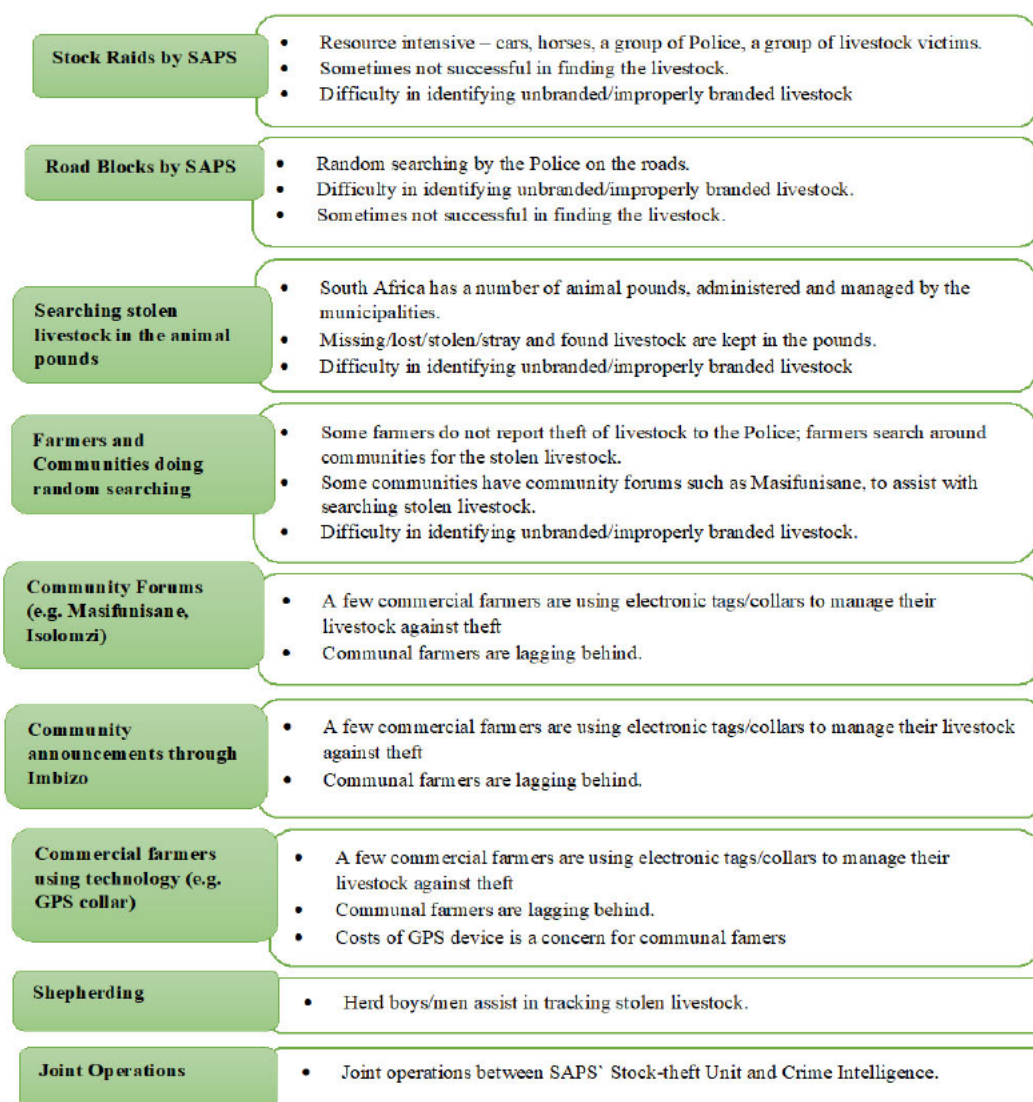 Stock Raids by SAPS
• Resource intensive – cars, horses, a group of Police, a group of livestock victims.
• Sometimes not successful in finding the livestock.
• Difficulty in identifying unbranded/improperly branded livestock
Road Blocks by SAPS
• Random searching by the Police on the roads.
• Difficulty in identifying unbranded/improperly branded livestock.
• Sometimes not successful in finding the livestock.
Searching stolen
livestock in the animal
pounds
• South Africa has a number of animal pounds, administered and managed by the
municipalities.
• Missing/lost/stolen/stray and found livestock are kept in the pounds.
• Difficulty in identifying unbranded/improperly branded livestock
Farmers and
Communities doing
random searching
• Some farmers do not report theft of livestock to the Police; farmers search around
communities for the stolen livestock.
• Some communities have community forums such as Masifunisane, to assist with
searching stolen livestock.
• Difficulty in identifying unbranded/improperly branded livestock.
Community Forums
(e.g. Masifunisane,
Isolomzi)
• A few commercial farmers are using electronic tags/collars to manage their
livestock against theft
• Communal farmers are lagging behind.
Community
announcements through
Imbizo
• A few commercial farmers are using electronic tags/collars to manage their livestock
against theft
• Communal farmers are lagging behind.
Commercial farmers
using technology (e.g.
GPS collar)
• A few commercial farmers are using electronic tags/collars to manage their
livestock against theft
• Communal farmers are lagging behind.
• Costs of GPS device is a concern for communal famers
Shepherding
• Herd boys/men assist in tracking stolen livestock.
Joint Operations
• Joint operations between SAPS` Stock-theft Unit and Crime Intelligence.